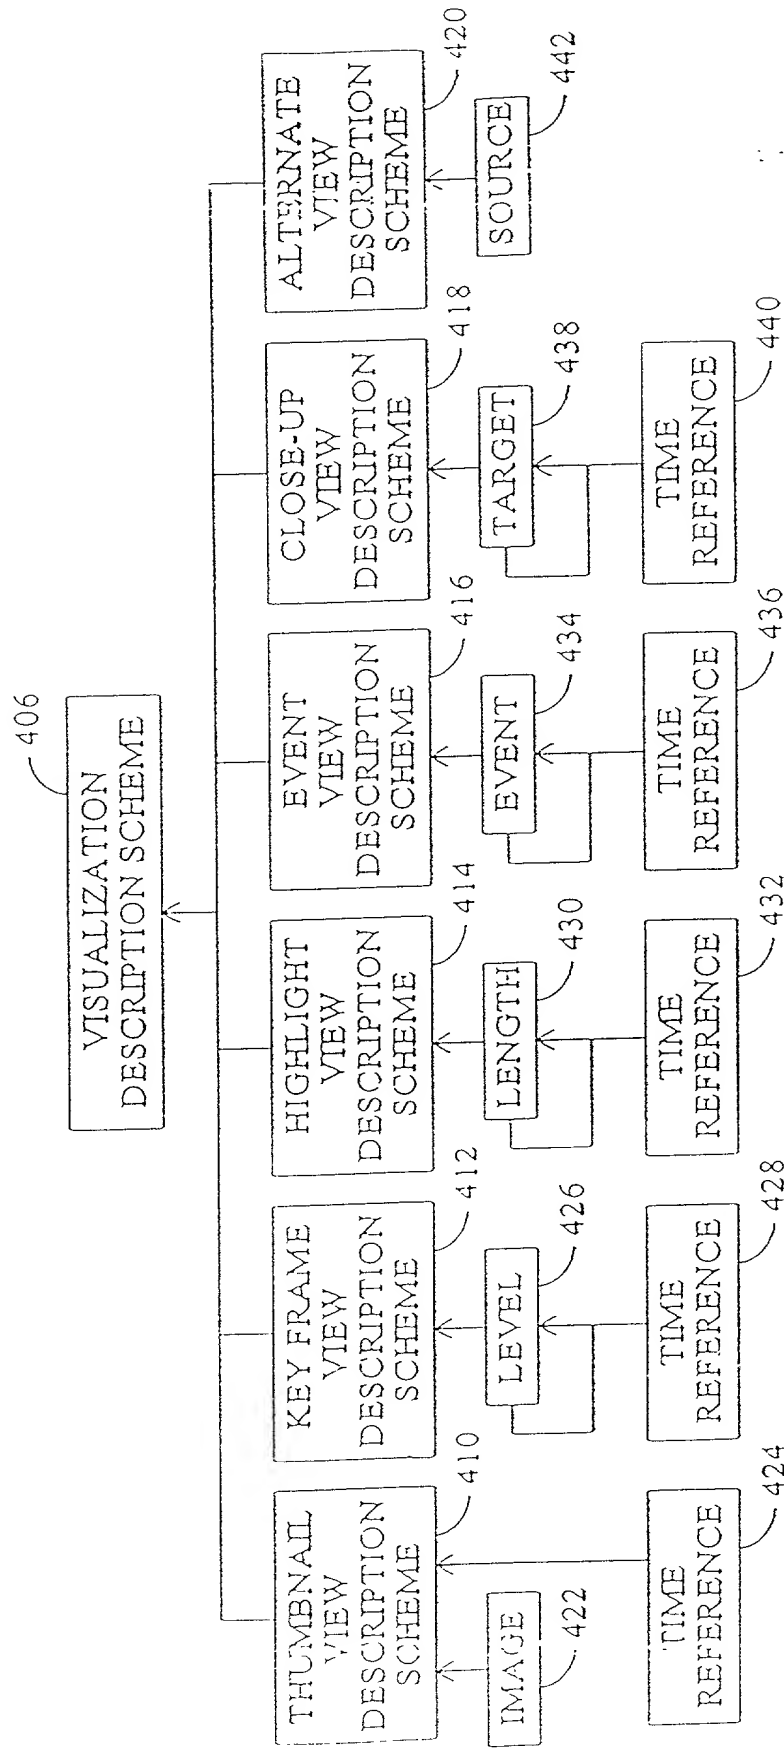 406
VISUALIZATION
DESCRIPTION SCHEME
THUMBNAIL
VIEW
DESCRIPTION
SCHEME
410
KEY FRAME
VIEW
DESCRIPTION
SCHEME
412
HIGHLIGHT
VIEW
DESCRIPTION
SCHEME
414
EVENT
VIEW
DESCRIPTION
SCHEME
416
CLOSE-UP
VIEW
DESCRIPTION
SCHEME
418
ALTERNATE
VIEW
DESCRIPTION
SCHEME
420
IMAGE
422
LEVEL
426
LENGTH
430
EVENT
434
TARGET
438
SOURCE
442
TIME
REFERENCE
424
TIME
REFERENCE
428
TIME
REFERENCE
432
TIME
REFERENCE
436
TIME
REFERENCE
440